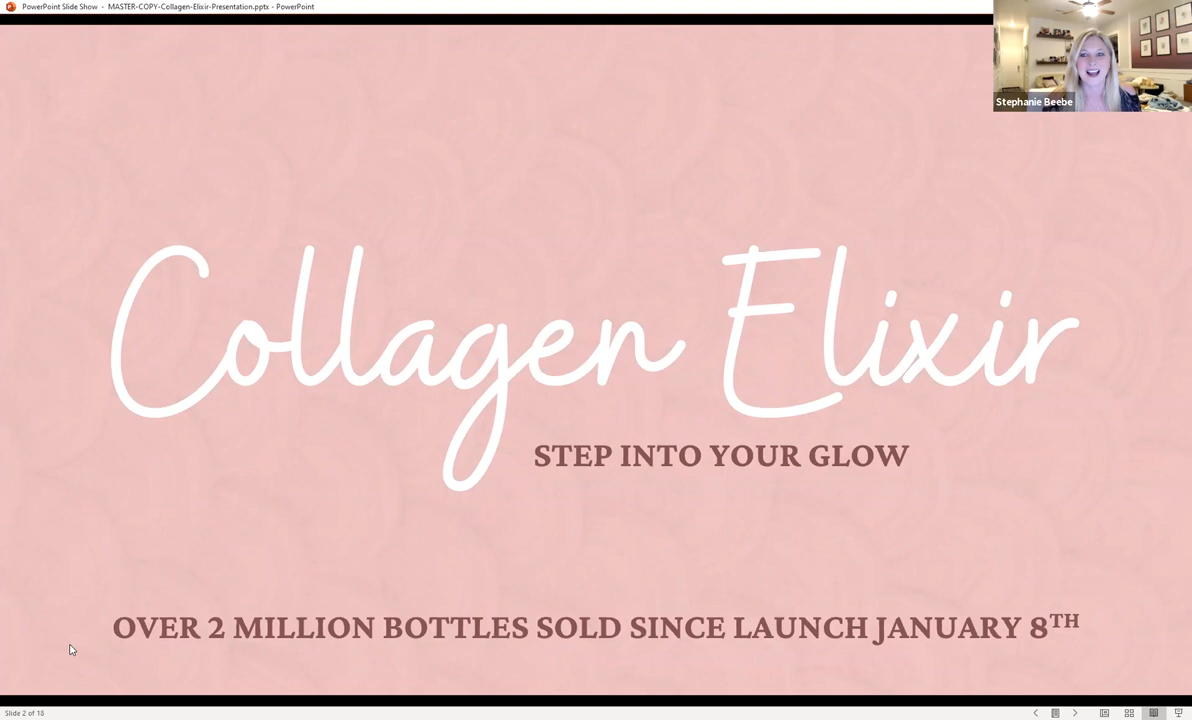 PowerPoint Slide Show - MASTER-COPY-Collagen-Elixir-Presentation.pptx - PowerPoint
Stephanie Beebe
Collagen Elixir
STEP INTO YOUR GLOW
OVER 2 MILLION BOTTLES SOLD SINCE LAUNCH JANUARY 8TH
Slide 2 of 18